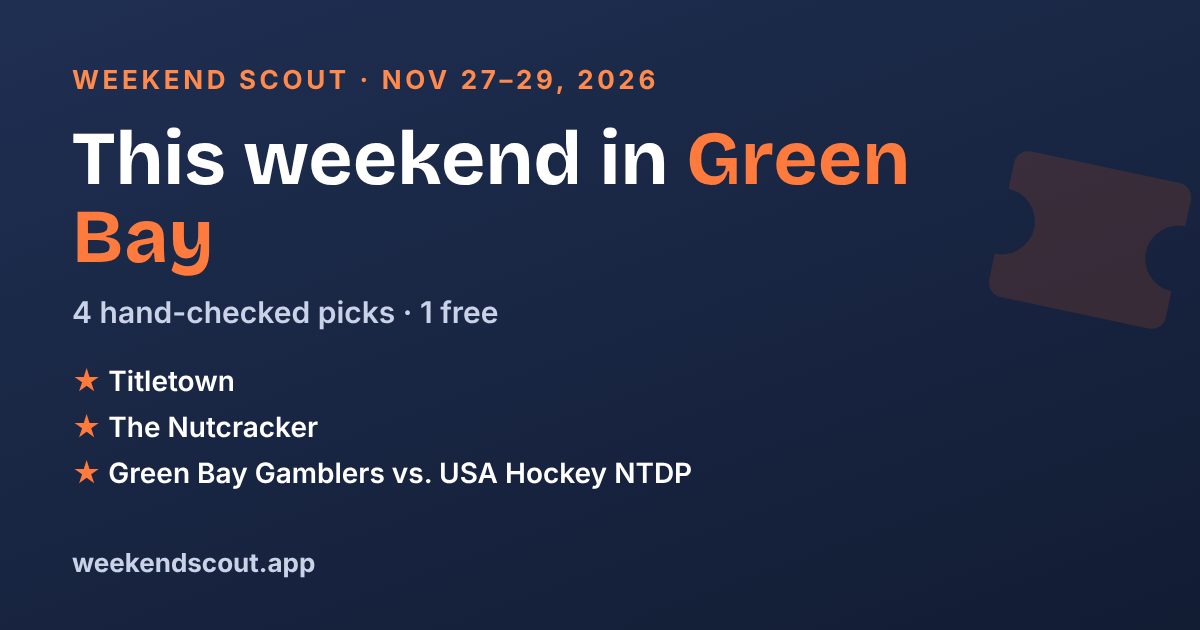 WEEKEND SCOUT · NOV 27–29, 2026
This weekend in Green
Bay
4 hand-checked picks · 1 free
★ Titletown
★ The Nutcracker
★ Green Bay Gamblers vs. USA Hockey NTDP
weekendscout.app